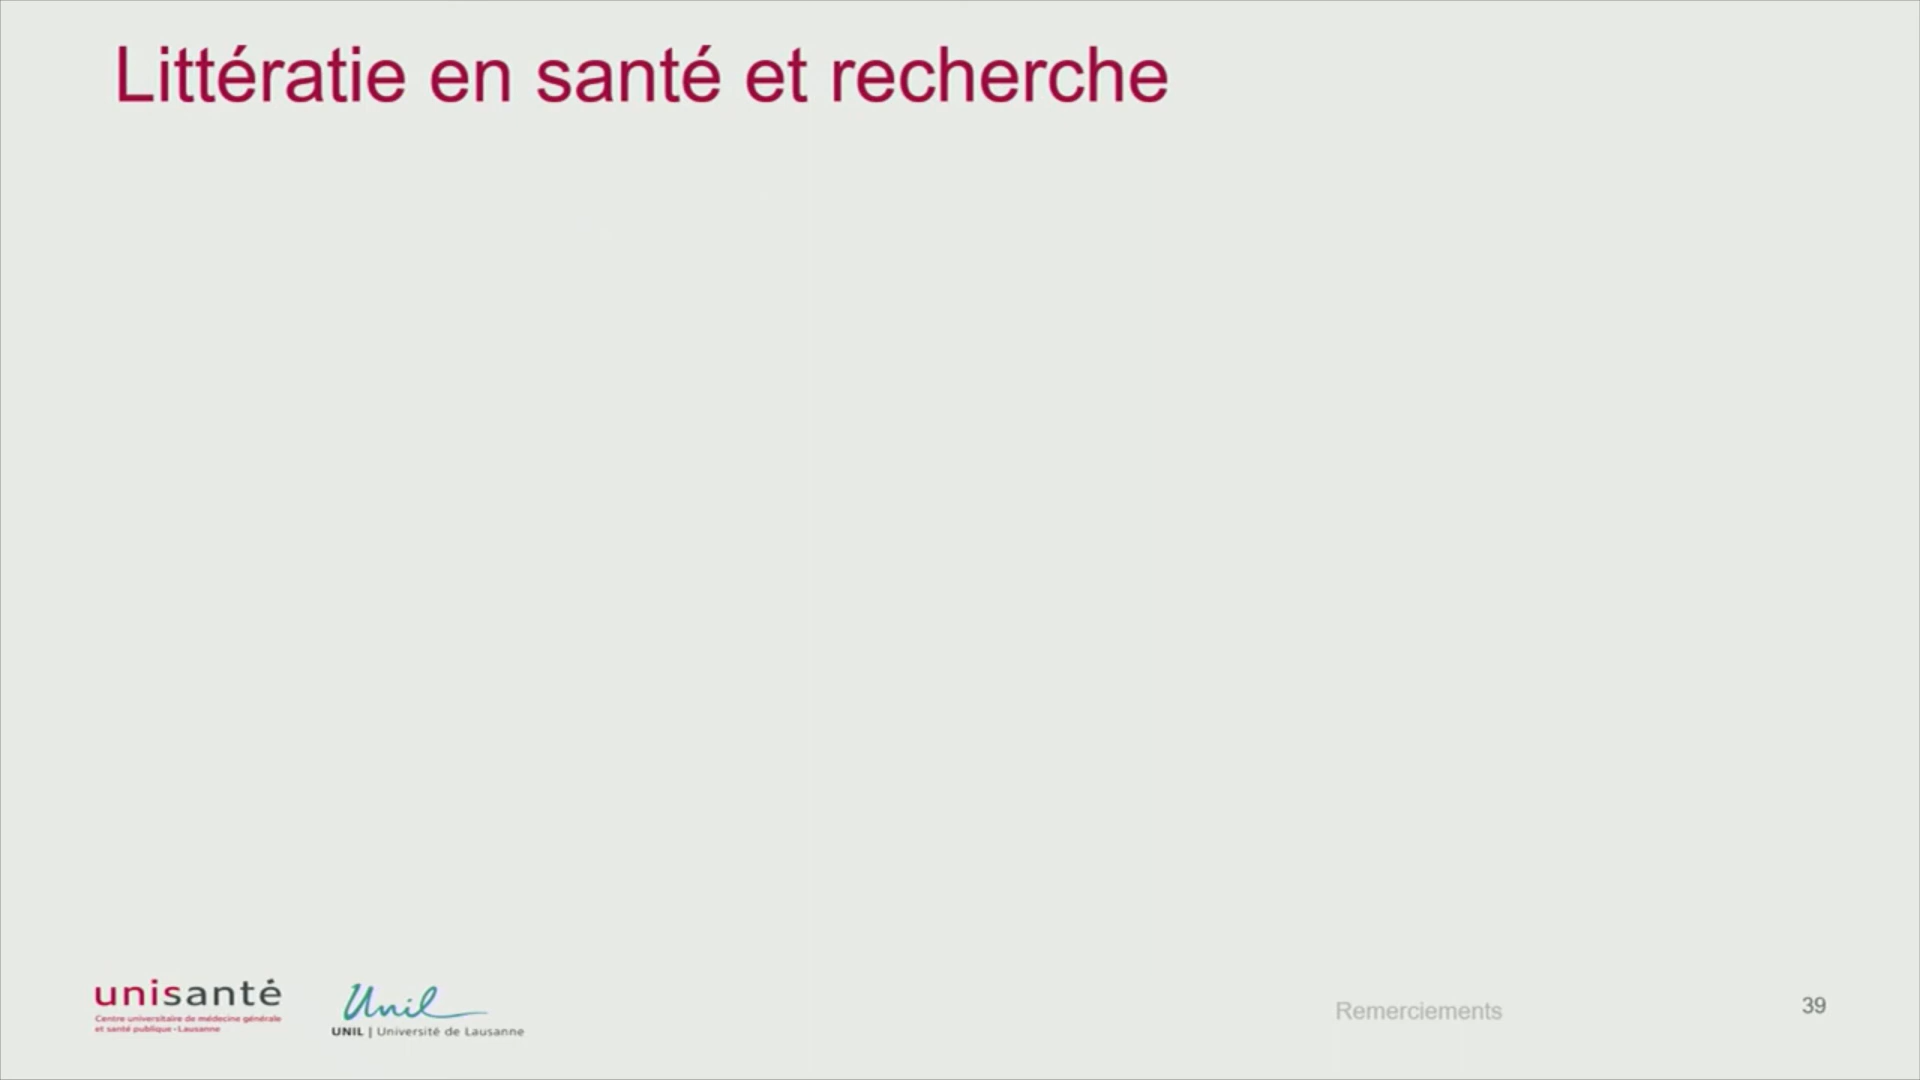 Littératie en santé et recherche
unisanté
Centre universitaire de médecine générale
et santé publique - Lausanne
Unil
UNIL | Université de Lausanne
Remerciements
39